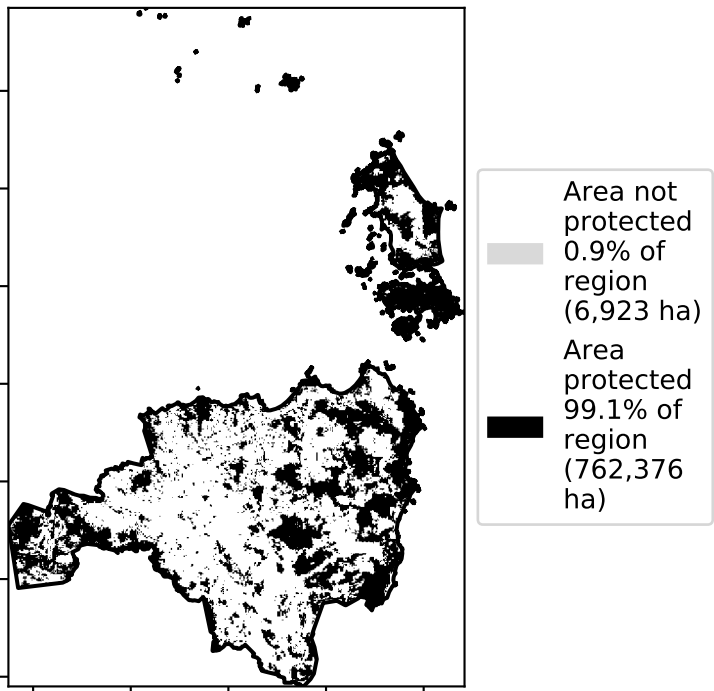 Area not
protected
0.9% of
region
(6,923 ha)
Area
protected
99.1% of
region
(762,376
ha)